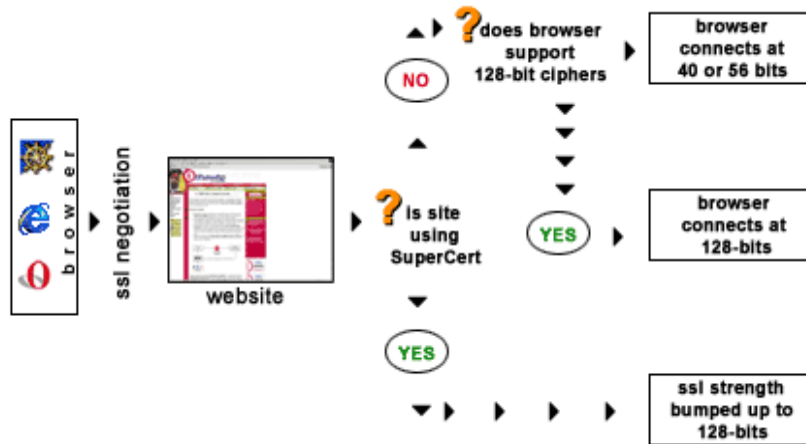 browser
ssl negotiation
website
?
Is site
using
SuperCert
NO
?
does browser
support
128-bit ciphers
browser
connects at
40 or 56 bits
YES
browser
connects at
128-bits
YES
ssl strength
bumped up to
128-bits